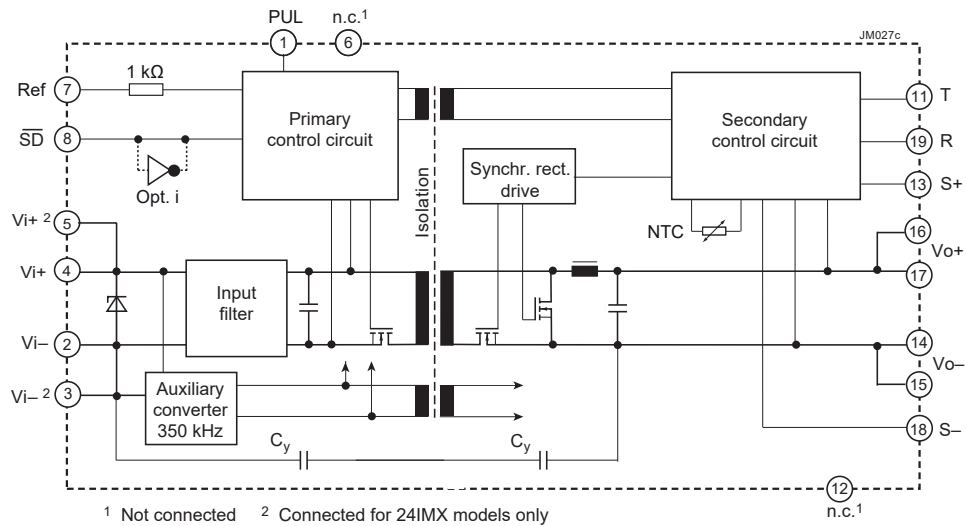 PUL
n.c.¹
1
6
JM027c
Ref
7
1 kΩ
Primary
control circuit
Secondary
control circuit
11
T
SD̅
8
19
R
Opt. i
Synchr. rect.
drive
13
S+
Isolation
NTC
Vi+ ²
5
16
Vo+
Vi+
4
17
Input
filter
Vi–
2
14
Vo–
Vi– ²
3
15
Auxiliary
converter
350 kHz
Cy
Cy
18
S–
12
n.c.¹
¹ Not connected ² Connected for 24IMX models only